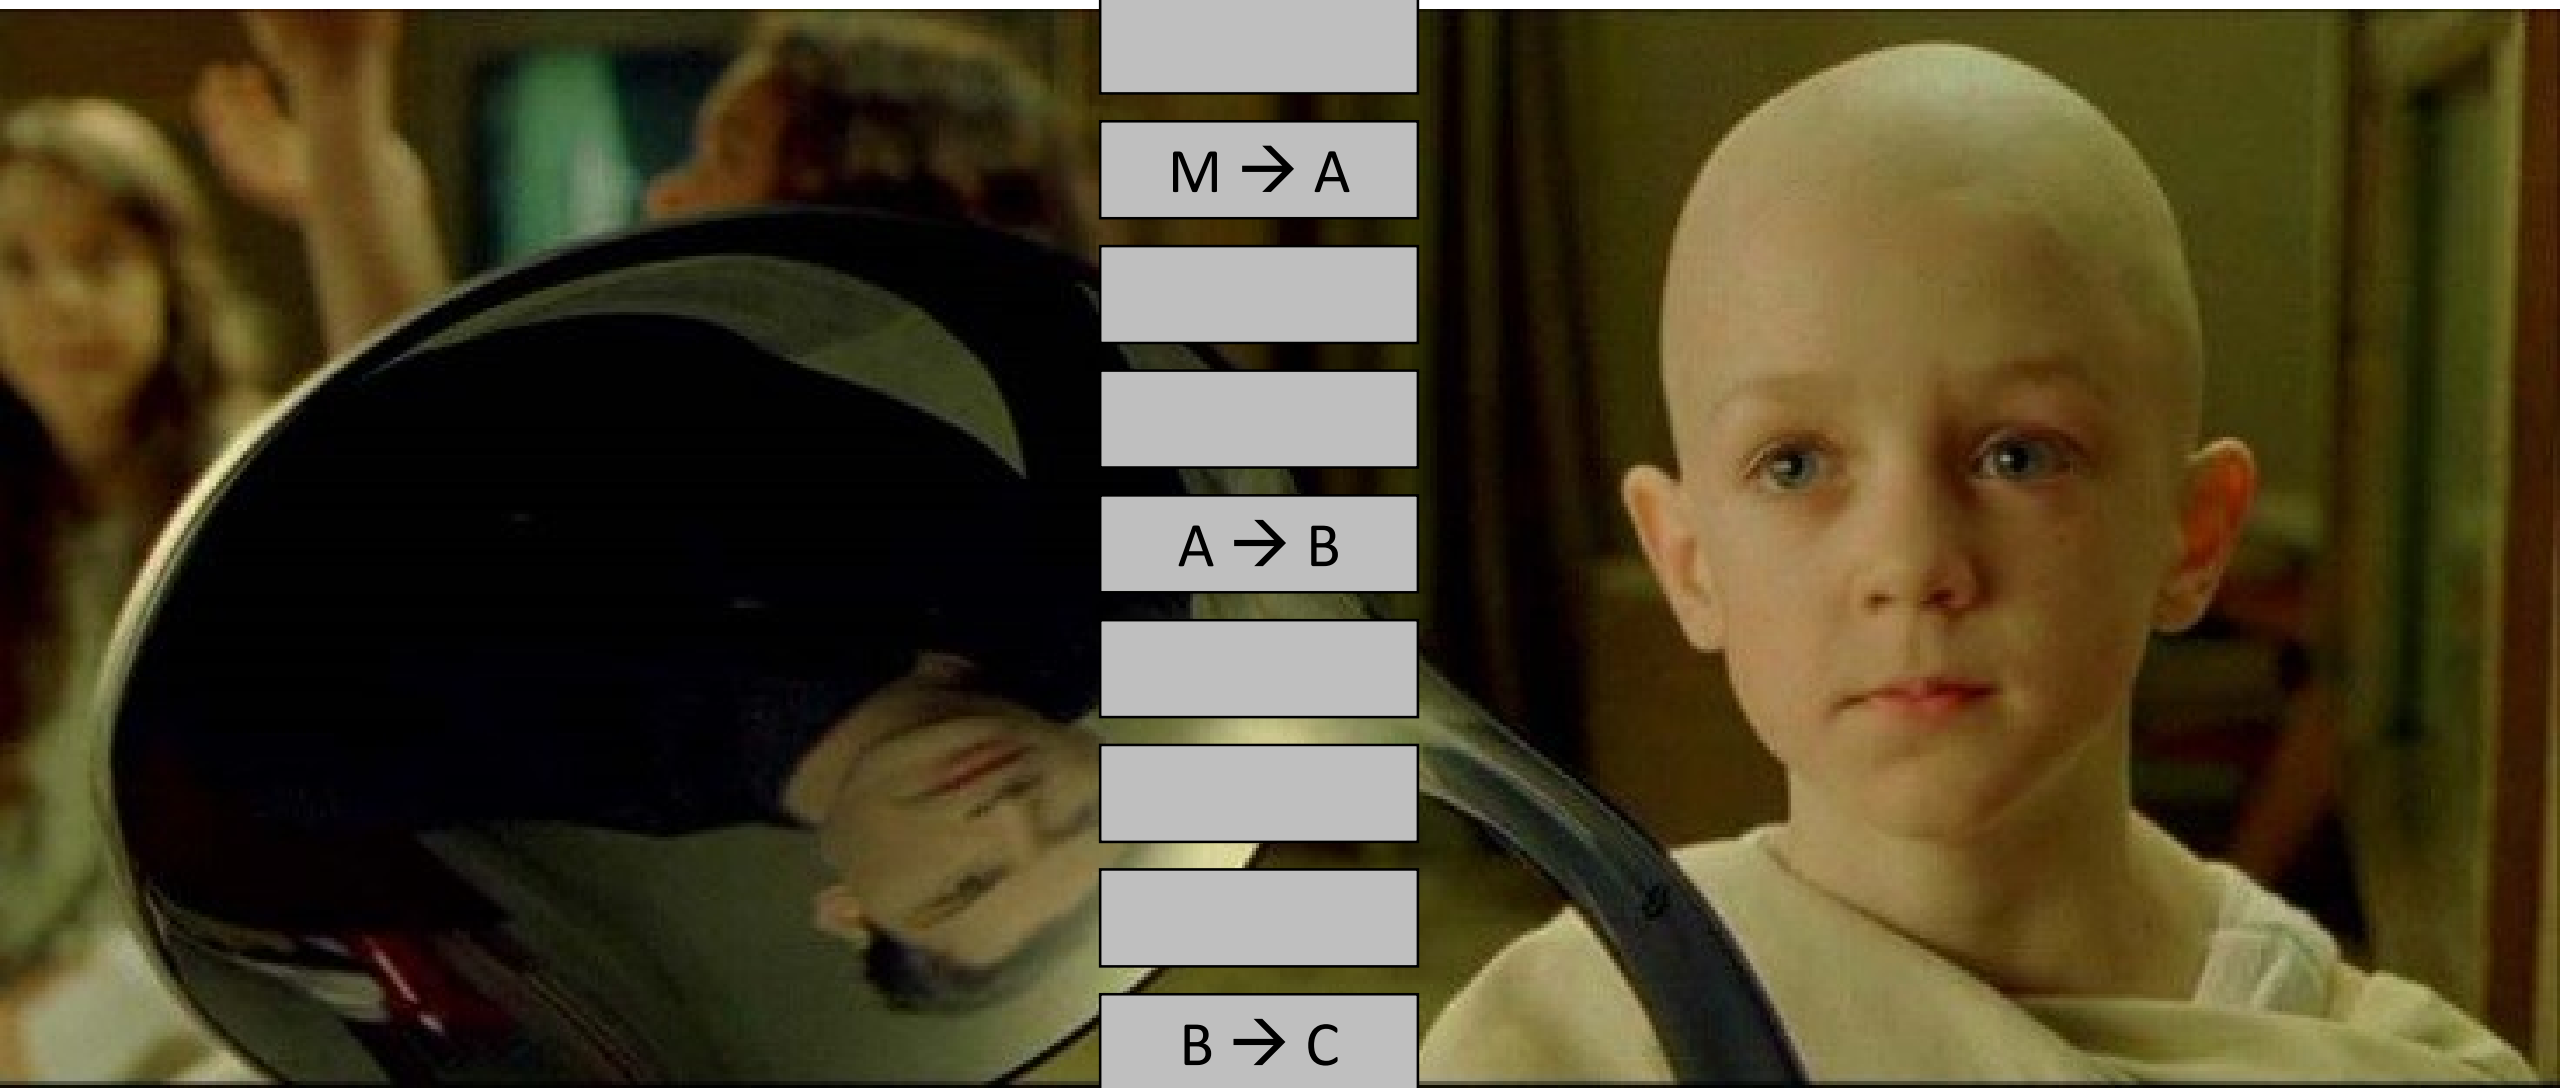 M → A
A → B
B → C